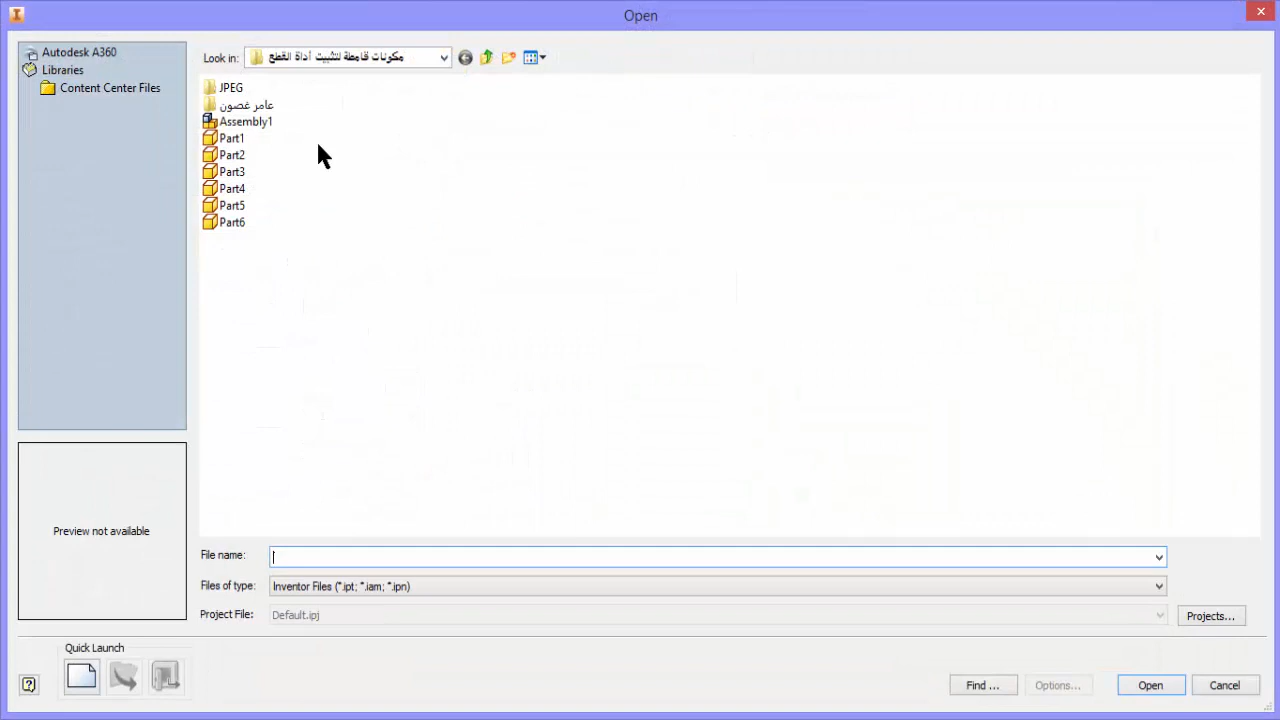 Open
Autodesk A360
Libraries
Content Center Files
Look in:
مكونات قامطة لتثبيت أداة القطع
JPEG
عامر غصون
Assembly1
Part1
Part2
Part3
Part4
Part5
Part6
Preview not available
File name:
Files of type:
Inventor Files (*.ipt; *.iam; *.ipn)
Project File:
Default.ipj
Projects...
Quick Launch
Find ...
Options...
Open
Cancel